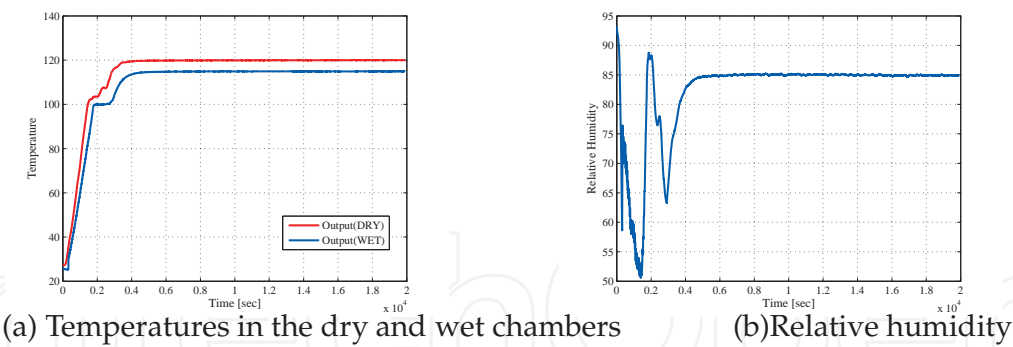 140
120
100
80
60
40
20
Temperature
0 0.2 0.4 0.6 0.8 1 1.2 1.4 1.6 1.8 2
Time [sec]
x 10^4
Output(DRY)
Output(WET)
95
90
85
80
75
70
65
60
55
50
Relative Humidity
0 0.2 0.4 0.6 0.8 1 1.2 1.4 1.6 1.8 2
Time [sec]
x 10^4
(a) Temperatures in the dry and wet chambers
(b)Relative humidity